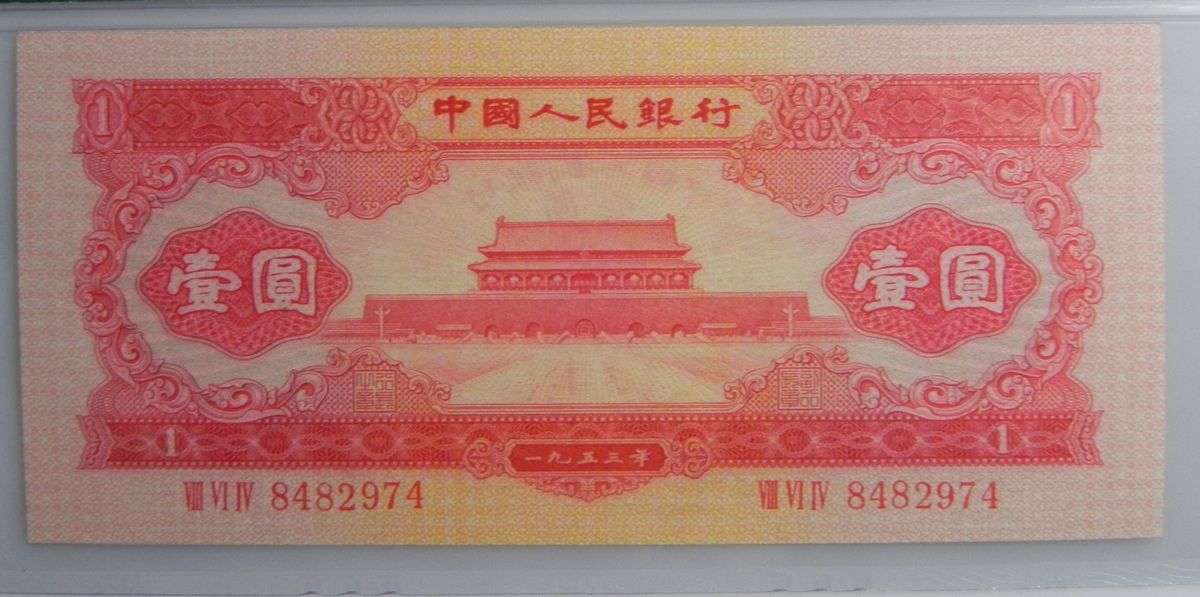 1 中國人民銀行 1
壹圓 壹圓
1 一九五三年 1
VIII VI IV 8482974 VIII VI IV 8482974